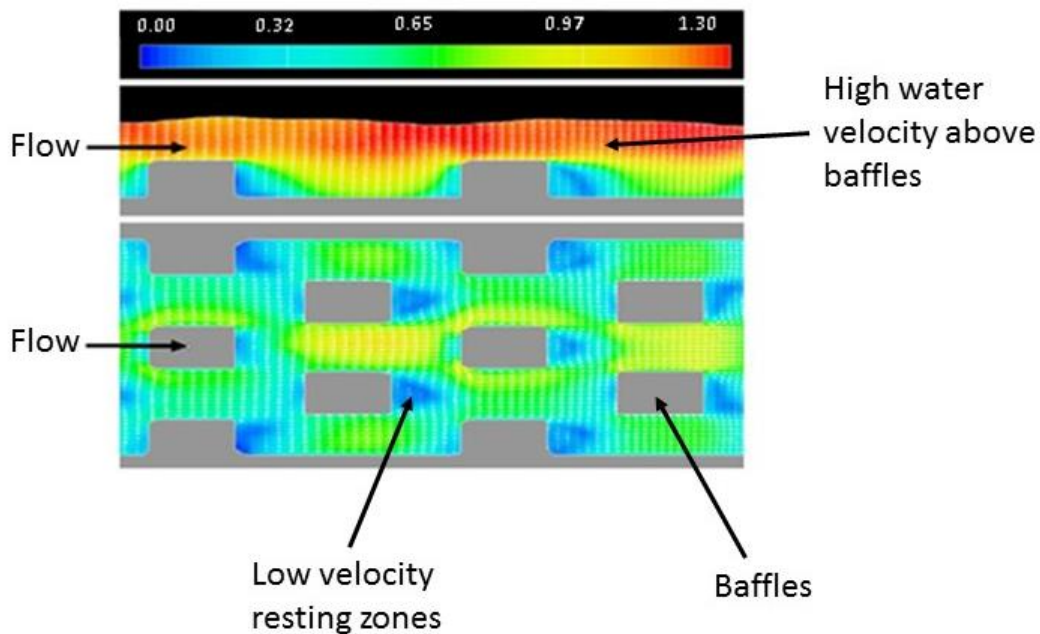 0.00 0.32 0.65 0.97 1.30
High water
velocity above
baffles
Flow
Flow
Low velocity
resting zones
Baffles